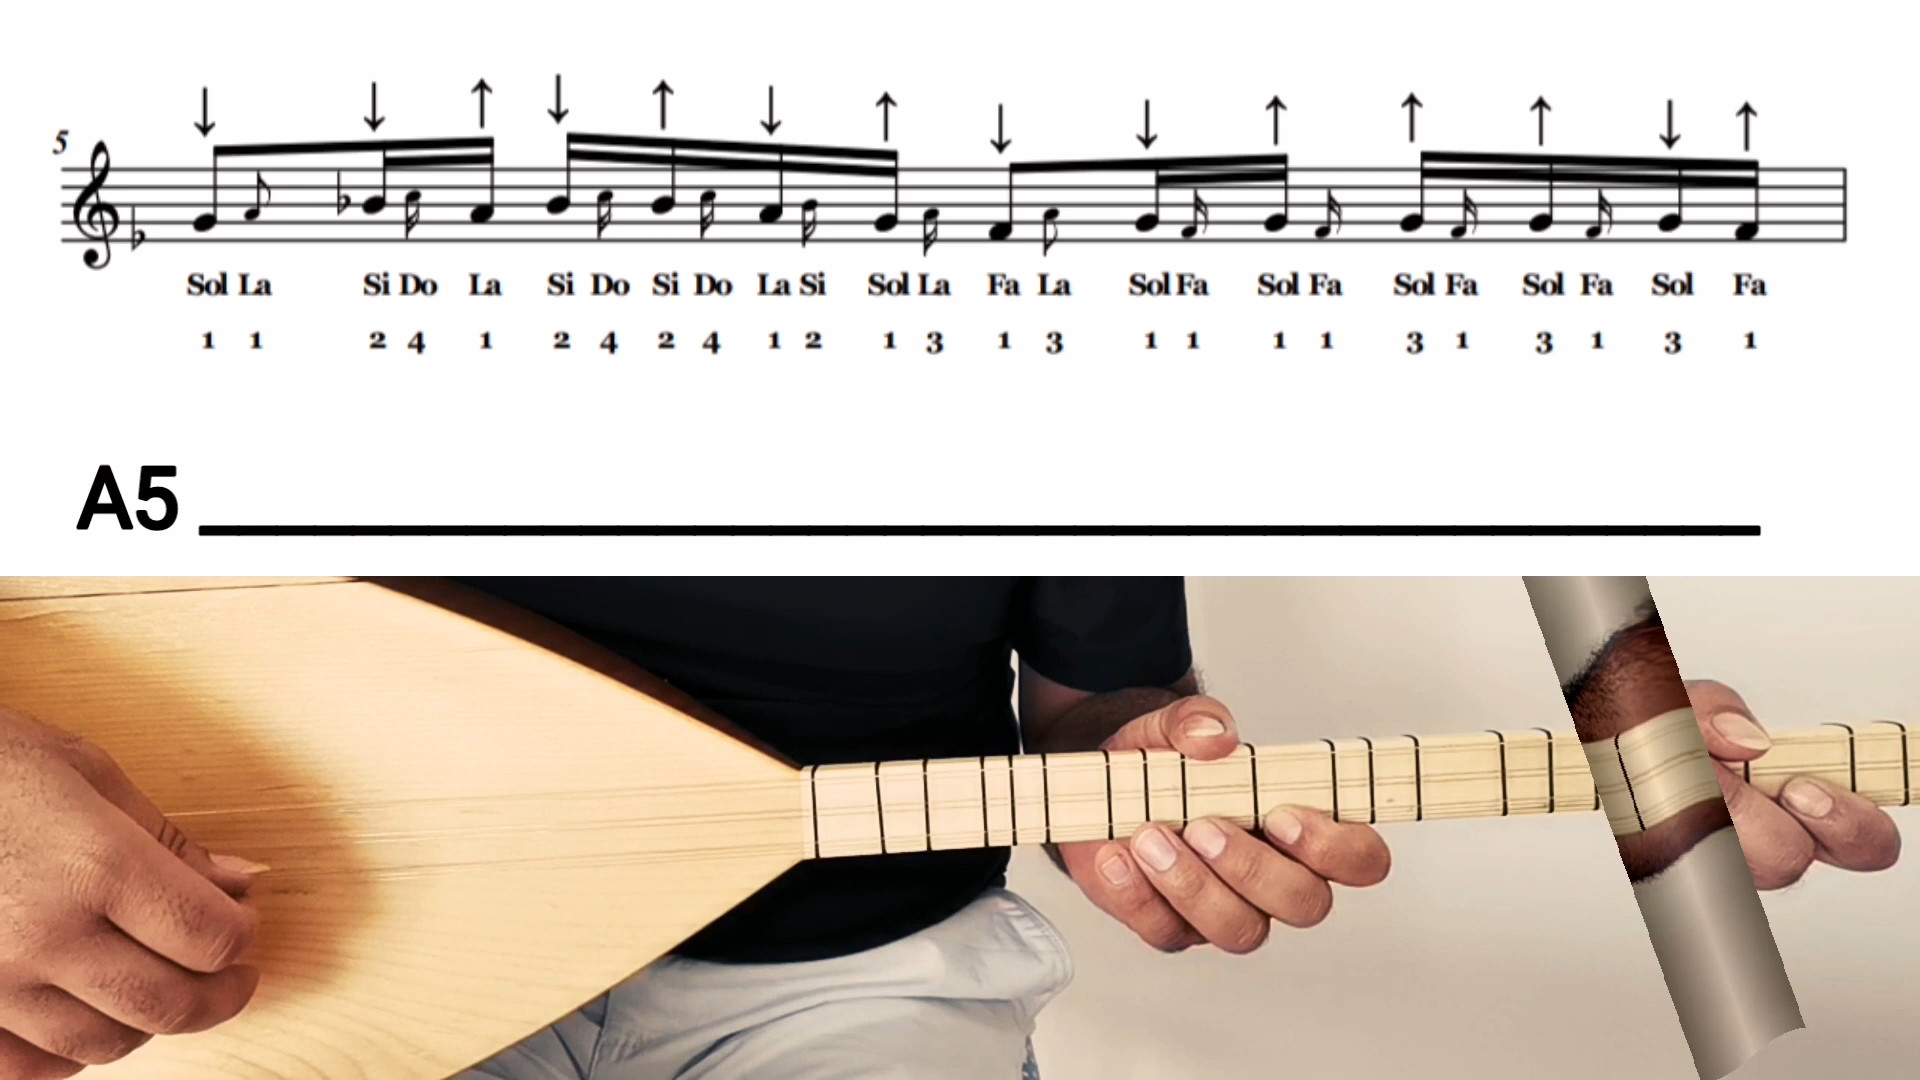 5
Sol La Si Do La Si Do Si Do La Si Sol La Fa La Sol Fa Sol Fa Sol Fa Sol Fa Sol Fa
1 1 2 4 1 2 4 2 4 1 2 1 3 1 3 1 1 1 1 3 1 3 1 3 1
A5